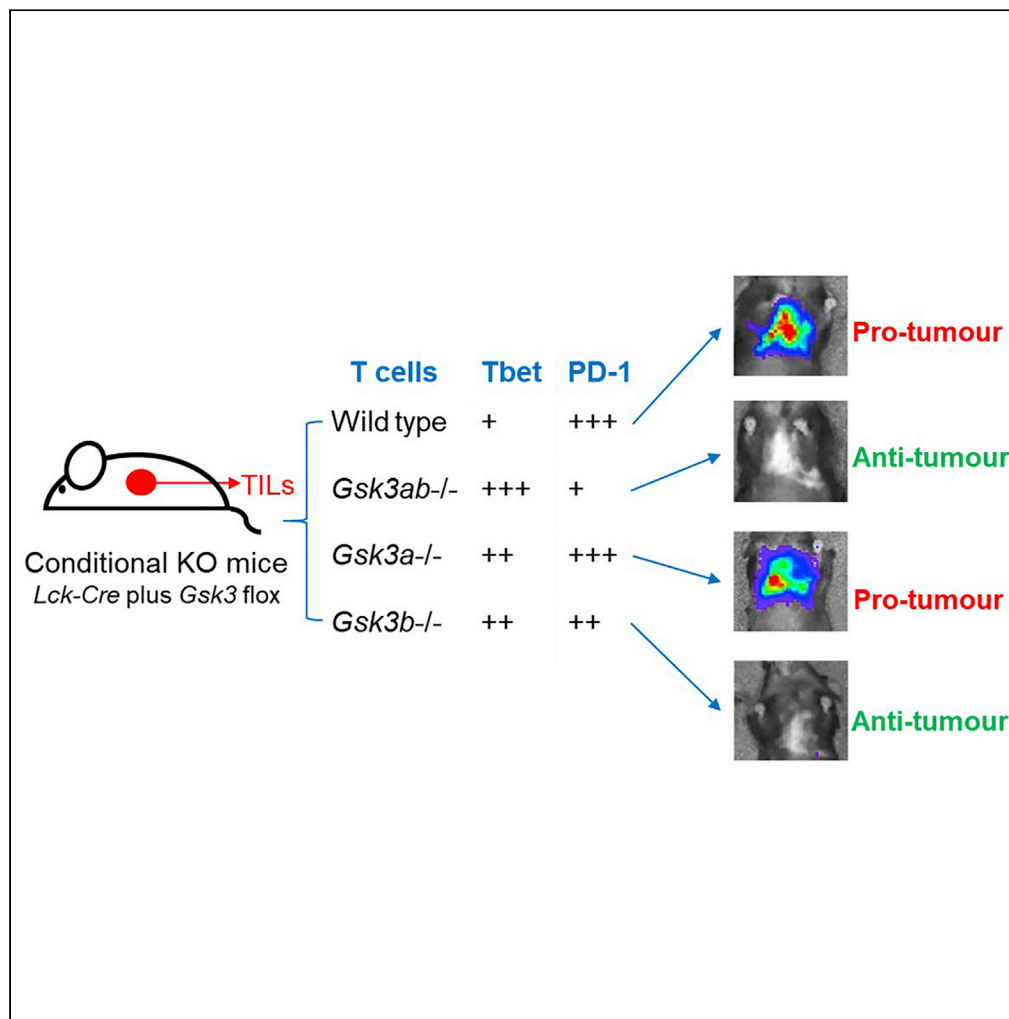 T cells Tbet PD-1
Wild type + +++
Gsk3ab-/- +++ +
Gsk3a-/- ++ +++
Gsk3b-/- ++ ++
TILs
Conditional KO mice
Lck-Cre plus Gsk3 flox
Pro-tumour
Anti-tumour
Pro-tumour
Anti-tumour